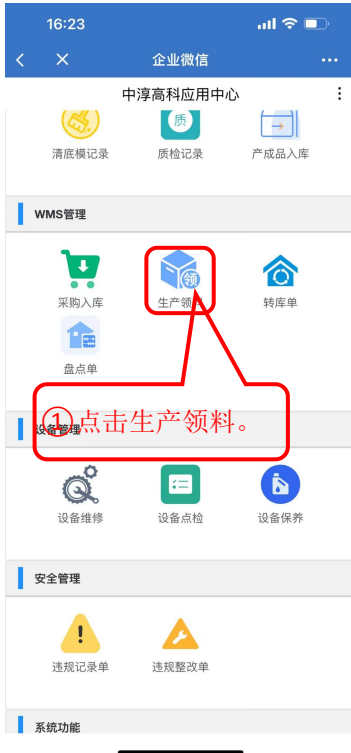 16:23
企业微信
中淳高科应用中心
质
清底模记录 质检记录 产成品入库
WMS管理
领
采购入库 生产领料 转库单
盘点单
①点击生产领料。
设备管理
设备维修 设备点检 设备保养
安全管理
违规记录单 违规整改单
系统功能